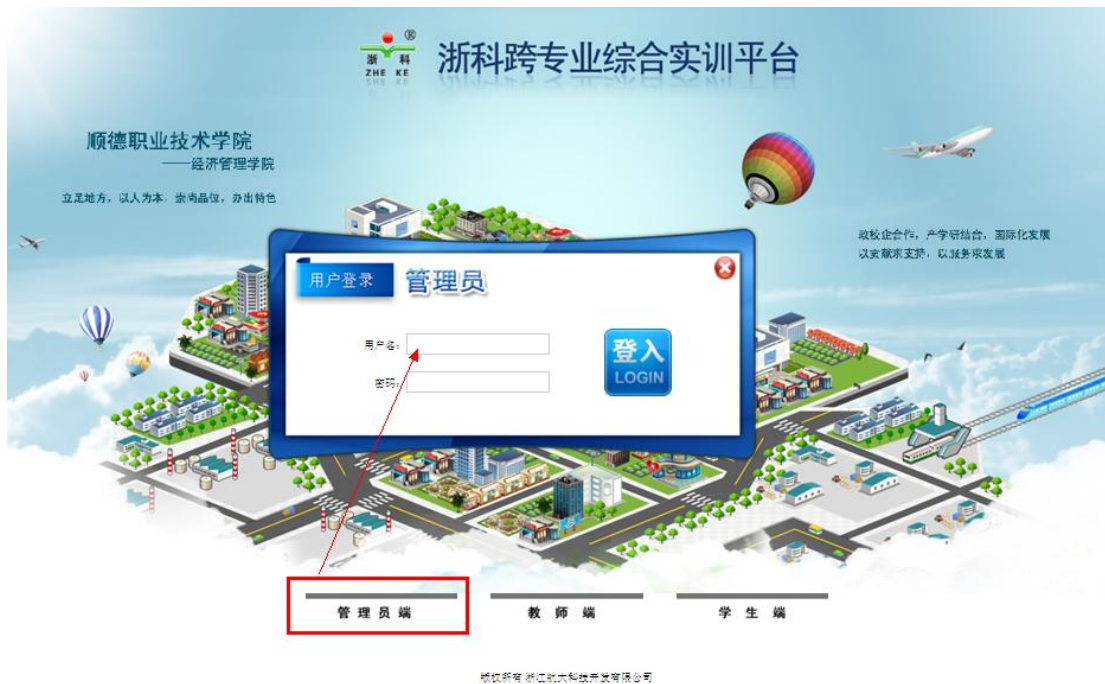 ®
浙 科
ZHE KE
浙科跨专业综合实训平台
顺德职业技术学院
——经济管理学院
立足地方，以人为本，崇尚品位，办出特色
政校企合作，产学研结合，国际化发展
以贡献求支持，以服务求发展
用户登录 管理员
用户名：
密码：
登入
LOGIN
管理员端 教师端 学生端
版权所有 浙江航大科技开发有限公司